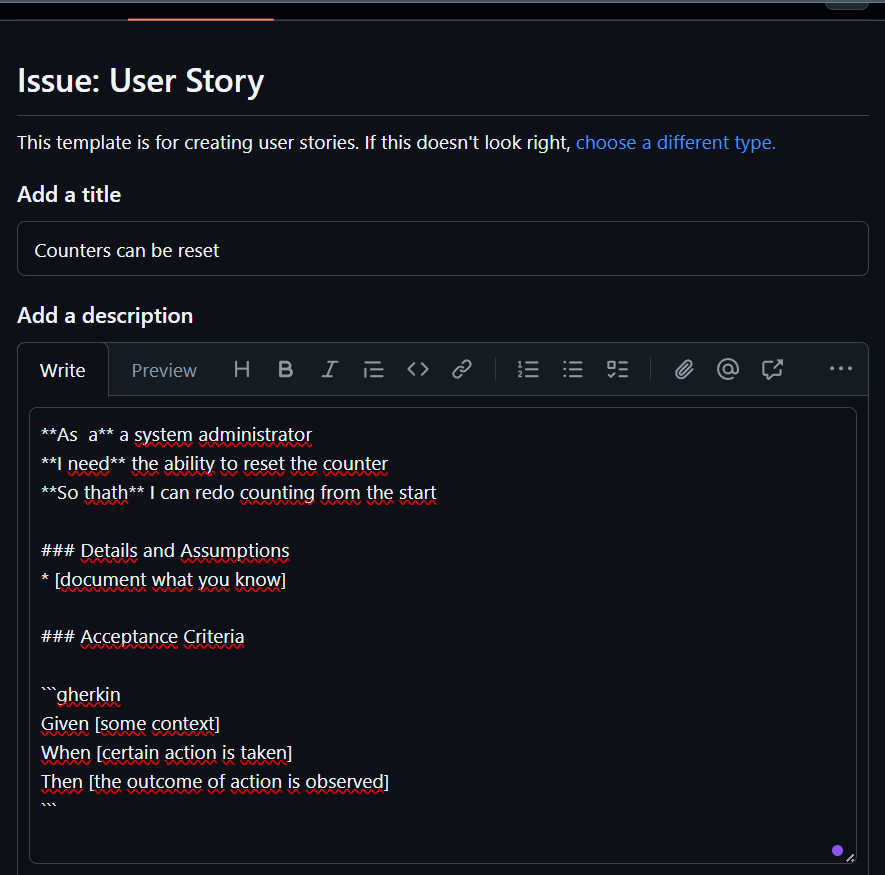 Issue: User Story
This template is for creating user stories. If this doesn't look right, choose a different type.
Add a title
Counters can be reset
Add a description
Write Preview
**As  a** a system administrator
**I need** the ability to reset the counter
**So thath** I can redo counting from the start
### Details and Assumptions
* [document what you know]
### Acceptance Criteria
```gherkin
Given [some context]
When [certain action is taken]
Then [the outcome of action is observed]
```